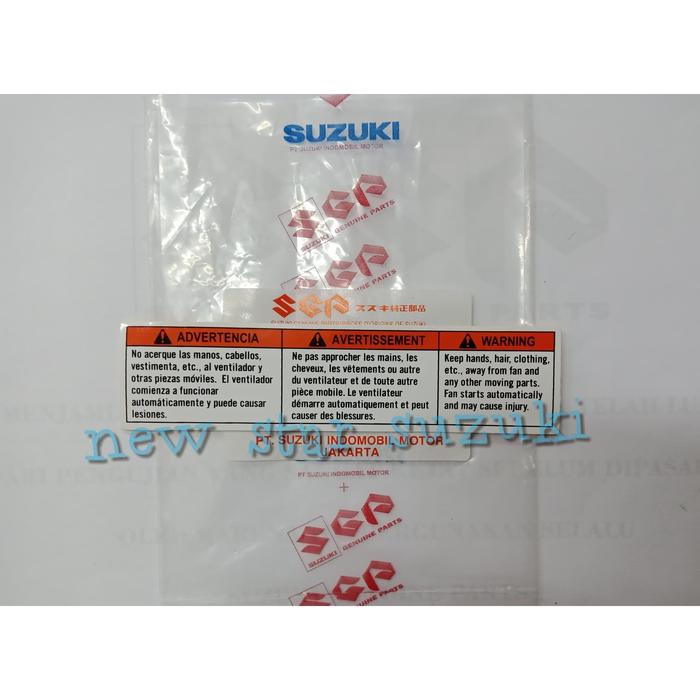 SUZUKI
PT SUZUKI INDOMOBIL MOTOR
SGP
SUZUKI GENUINE PARTS
SGP
SUZUKI GENUINE PARTS
SGP スズキ純正部品
ADVERTENCIA
No acerque las manos, cabellos,
vestimenta, etc., al ventilador y
otras piezas móviles. El ventilador
comienza a funcionar
automáticamente y puede causar
lesiones.
AVERTISSEMENT
Ne pas approcher les mains, les
cheveux, les vêtements ou autre
du ventilateur et de toute autre
pièce mobile. Le ventilateur
démarre automatiquement et peut
causer des blessures.
WARNING
Keep hands, hair, clothing,
etc., away from fan and
any other moving parts.
Fan starts automatically
and may cause injury.
new star suzuki
PT. SUZUKI INDOMOBIL MOTOR
JAKARTA
PT SUZUKI INDOMOBIL MOTOR
SGP
SUZUKI GENUINE PARTS
SGP
SUZUKI GENUINE PARTS